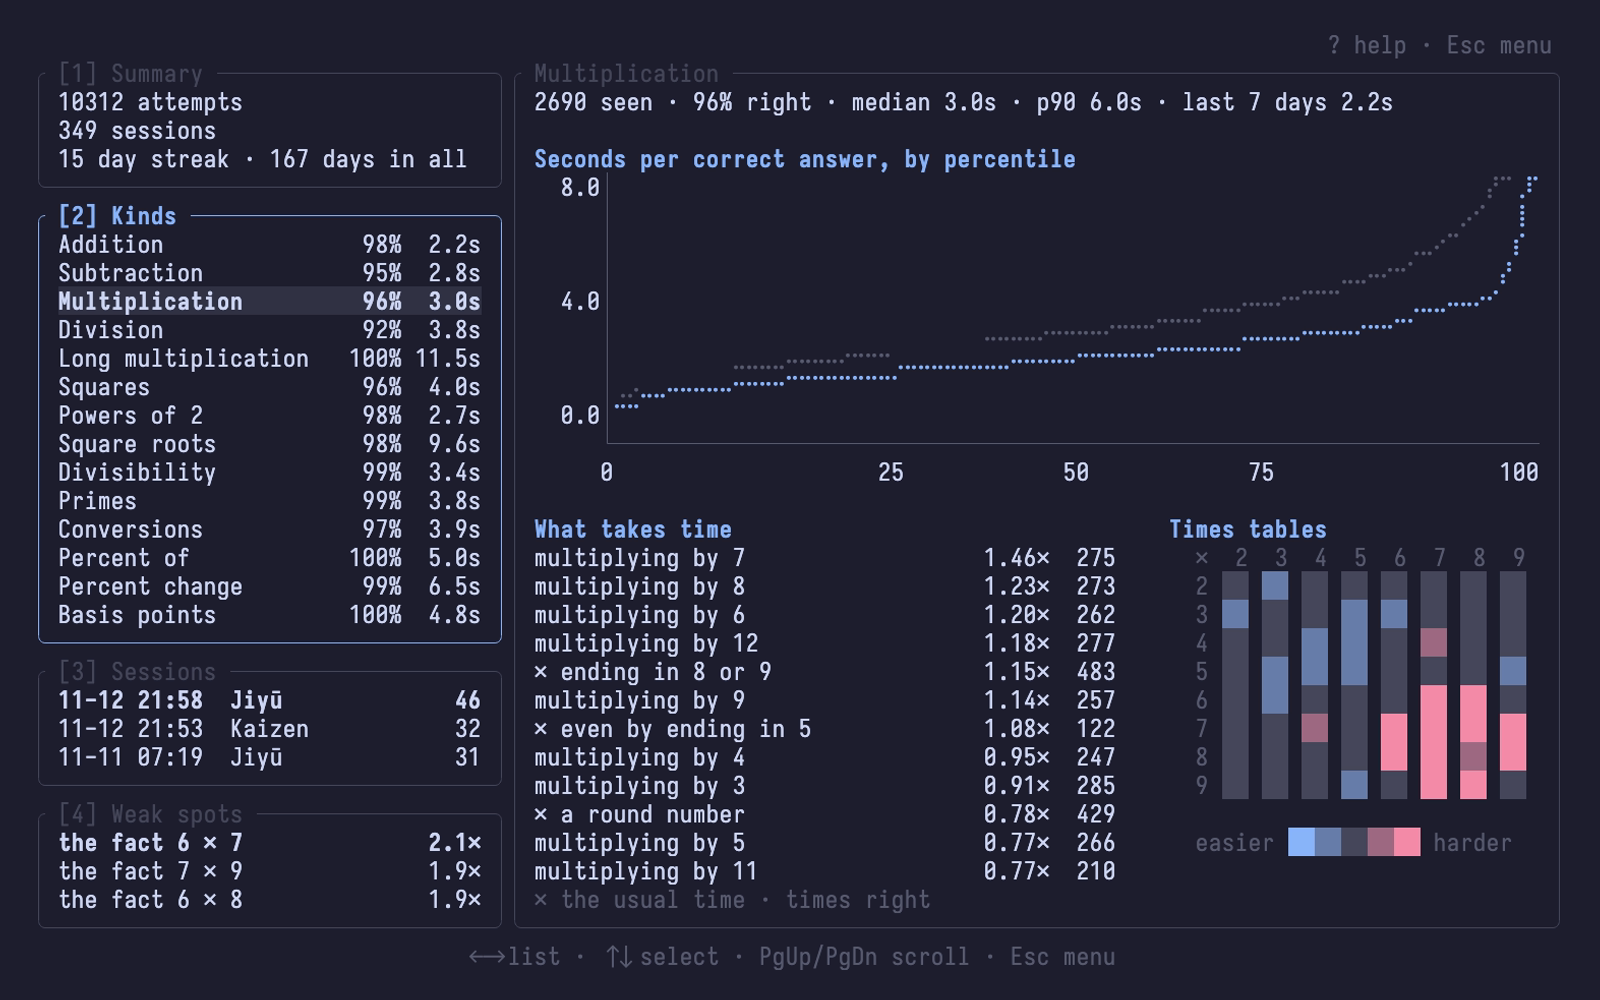 ? help · Esc menu
[1] Summary
10312 attempts
349 sessions
15 day streak · 167 days in all
[2] Kinds
Addition 98% 2.2s
Subtraction 95% 2.8s
Multiplication 96% 3.0s
Division 92% 3.8s
Long multiplication 100% 11.5s
Squares 96% 4.0s
Powers of 2 98% 2.7s
Square roots 98% 9.6s
Divisibility 99% 3.4s
Primes 99% 3.8s
Conversions 97% 3.9s
Percent of 100% 5.0s
Percent change 99% 6.5s
Basis points 100% 4.8s
[3] Sessions
11-12 21:58 Jiyū 46
11-12 21:53 Kaizen 32
11-11 07:19 Jiyū 31
[4] Weak spots
the fact 6 × 7 2.1×
the fact 7 × 9 1.9×
the fact 6 × 8 1.9×
Multiplication
2690 seen · 96% right · median 3.0s · p90 6.0s · last 7 days 2.2s
Seconds per correct answer, by percentile
8.0
4.0
0.0
0 25 50 75 100
What takes time
multiplying by 7 1.46× 275
multiplying by 8 1.23× 273
multiplying by 6 1.20× 262
multiplying by 12 1.18× 277
× ending in 8 or 9 1.15× 483
multiplying by 9 1.14× 257
× even by ending in 5 1.08× 122
multiplying by 4 0.95× 247
multiplying by 3 0.91× 285
× a round number 0.78× 429
multiplying by 5 0.77× 266
multiplying by 11 0.77× 210
× the usual time · times right
Times tables
× 2 3 4 5 6 7 8 9
2
3
4
5
6
7
8
9
easier harder
←→list · ↑↓select · PgUp/PgDn scroll · Esc menu